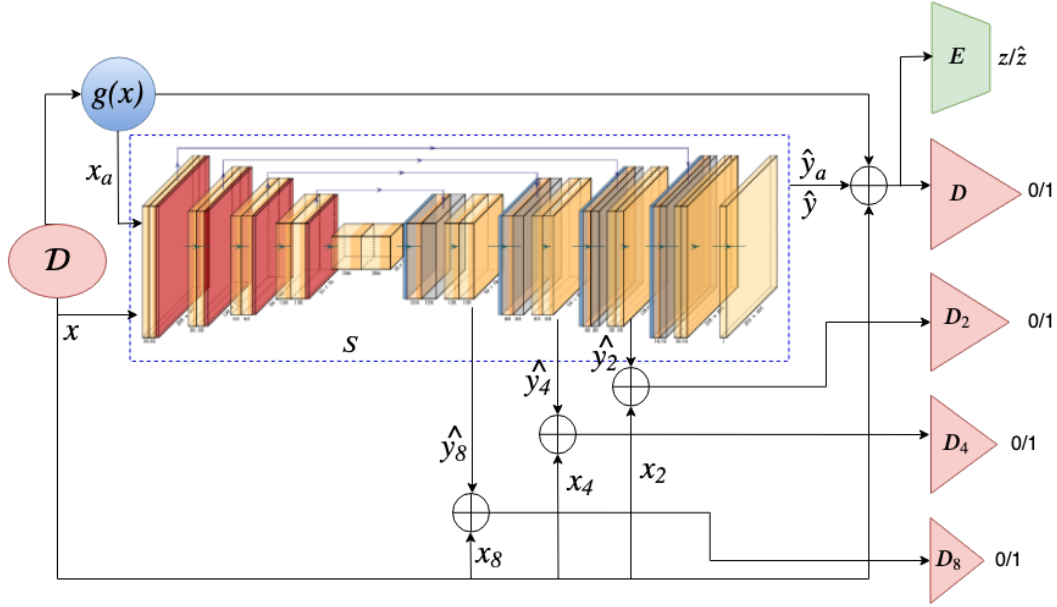 E
z/ẑ
g(x)
x_a
ŷ_a
ŷ
D
0/1
𝒟
x
S
D_2
0/1
ŷ_2
ŷ_4
ŷ_8
D_4
0/1
x_4
x_2
x_8
D_8
0/1